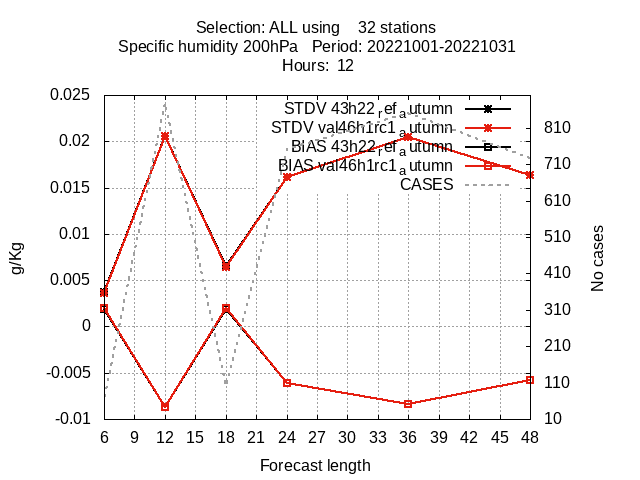 Selection: ALL using 32 stations
Specific humidity 200hPa Period: 20221001-20221031
Hours: 12
0.025
0.02
0.015
0.01
0.005
0
-0.005
-0.01
g/Kg
STDV 43h22_ref_autumn
STDV val46h1rc1_autumn
BIAS 43h22_ref_autumn
BIAS val46h1rc1_autumn
CASES
810
710
610
510
410
310
210
110
10
No cases
6 9 12 15 18 21 24 27 30 33 36 39 42 45 48
Forecast length